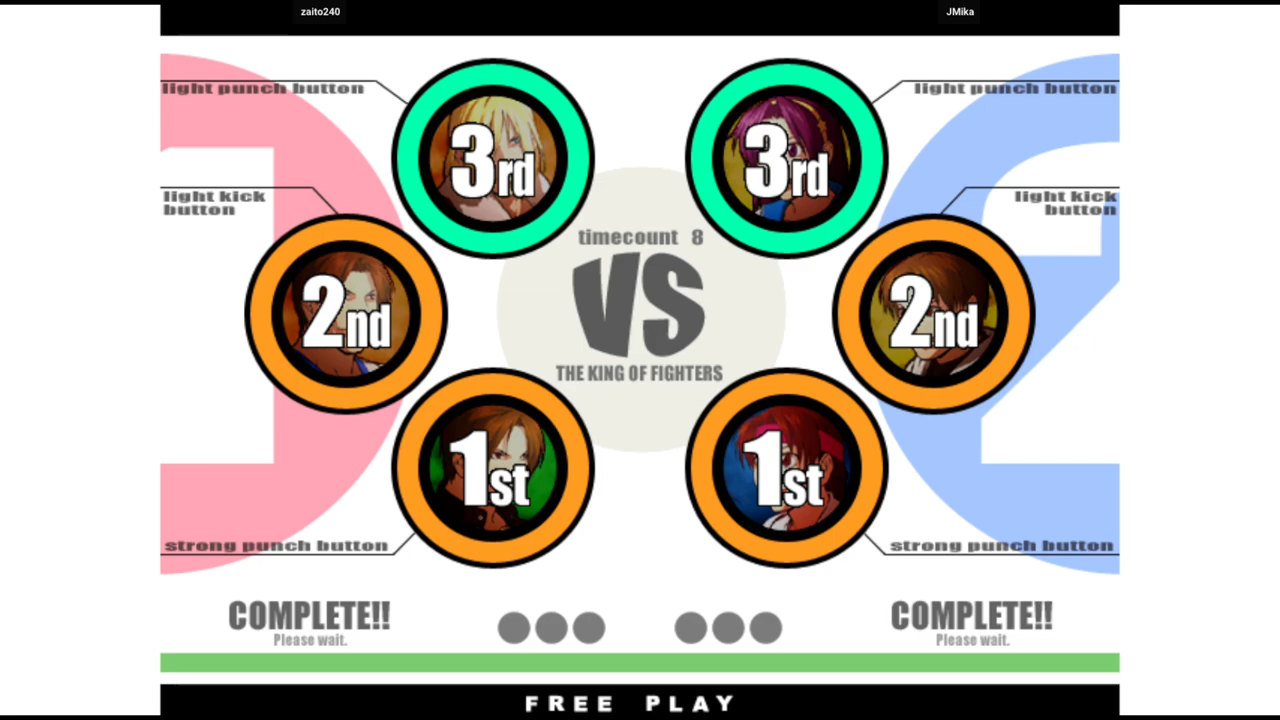 zaito240
JMika
light punch button
light punch button
3rd
3rd
light kick
button
light kick
button
timecount 8
VS
THE KING OF FIGHTERS
2nd
2nd
1st
1st
strong punch button
strong punch button
COMPLETE!!
Please wait.
COMPLETE!!
Please wait.
FREE PLAY